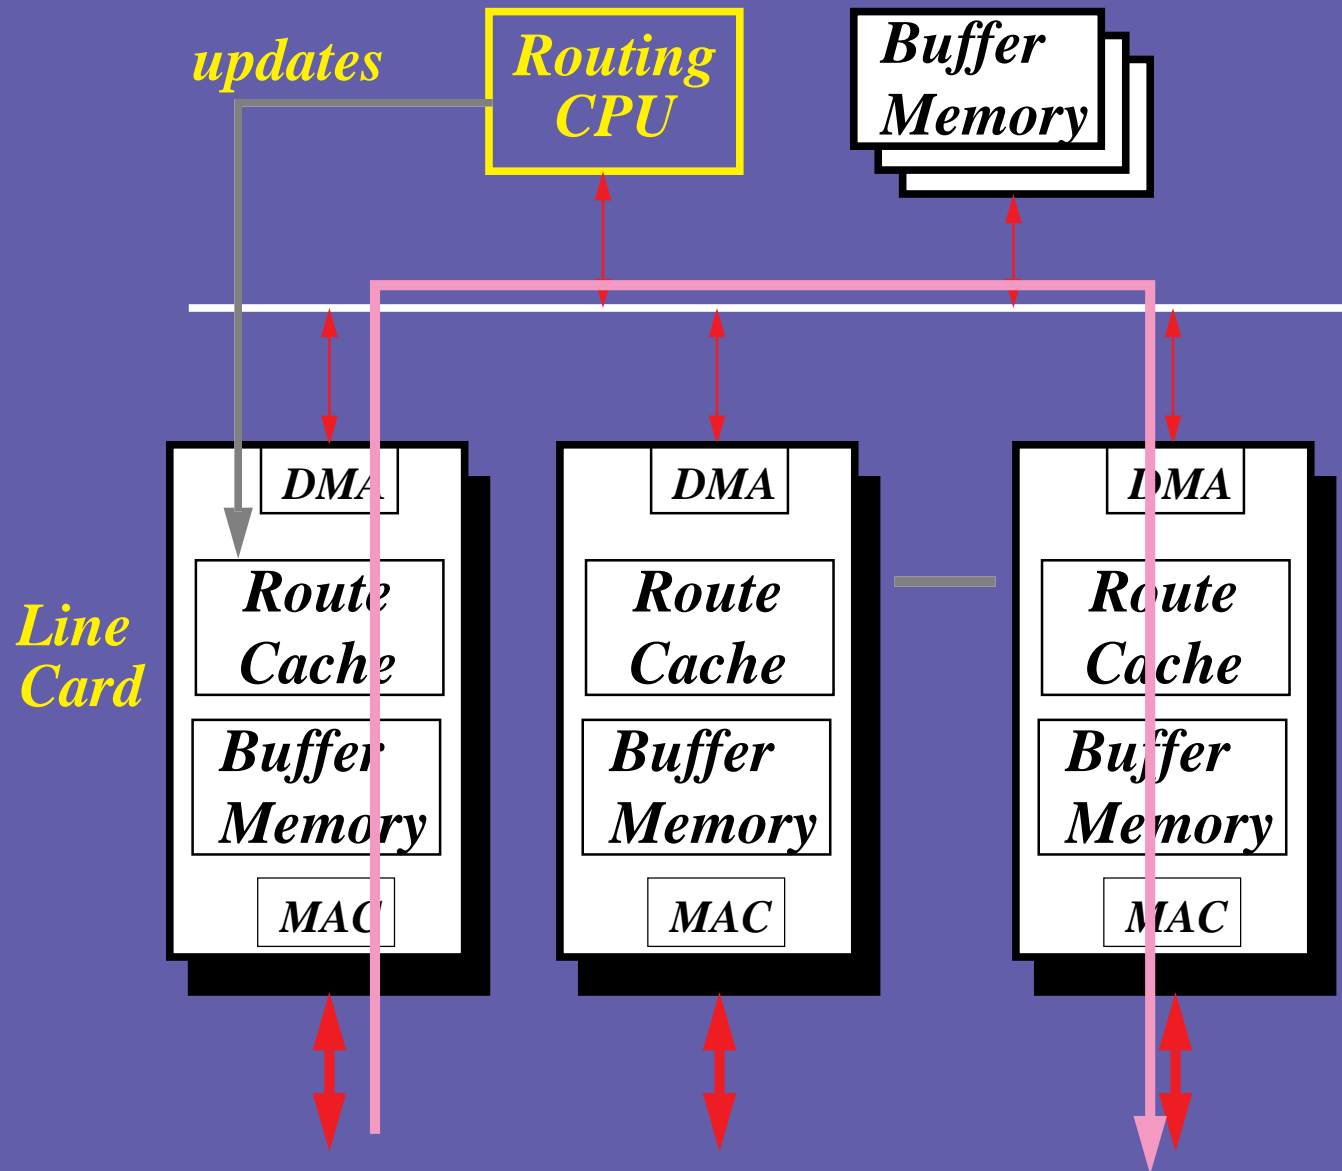 updates
Routing
CPU
Buffer
Memory
DMA
Route
Cache
Buffer
Memory
MAC
DMA
Route
Cache
Buffer
Memory
MAC
DMA
Route
Cache
Buffer
Memory
MAC
Line
Card